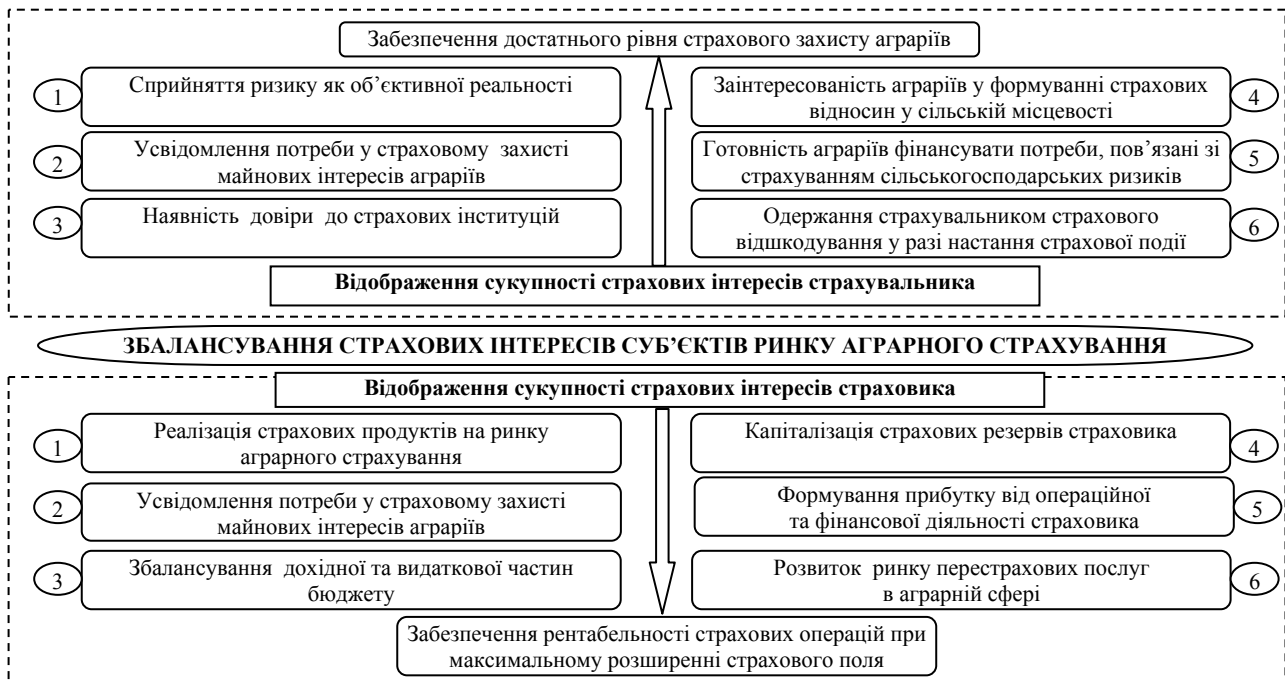 Забезпечення достатнього рівня страхового захисту аграріїв
1
Сприйняття ризику як об’єктивної реальності
2
Усвідомлення потреби у страховому захисті
майнових інтересів аграріїв
3
Наявність довіри до страхових інституцій
Заінтересованість аграріїв у формуванні страхових
відносин у сільській місцевості
4
Готовність аграріїв фінансувати потреби, пов’язані зі
страхуванням сільськогосподарських ризиків
5
Одержання страхувальником страхового
відшкодування у разі настання страхової події
6
Відображення сукупності страхових інтересів страхувальника
ЗБАЛАНСУВАННЯ СТРАХОВИХ ІНТЕРЕСІВ СУБ’ЄКТІВ РИНКУ АГРАРНОГО СТРАХУВАННЯ
Відображення сукупності страхових інтересів страховика
1
Реалізація страхових продуктів на ринку
аграрного страхування
2
Усвідомлення потреби у страховому захисті
майнових інтересів аграріїв
3
Збалансування дохідної та видаткової частин
бюджету
Капіталізація страхових резервів страховика
4
Формування прибутку від операційної
та фінансової діяльності страховика
5
Розвиток ринку перестрахових послуг
в аграрній сфері
6
Забезпечення рентабельності страхових операцій при
максимальному розширенні страхового поля